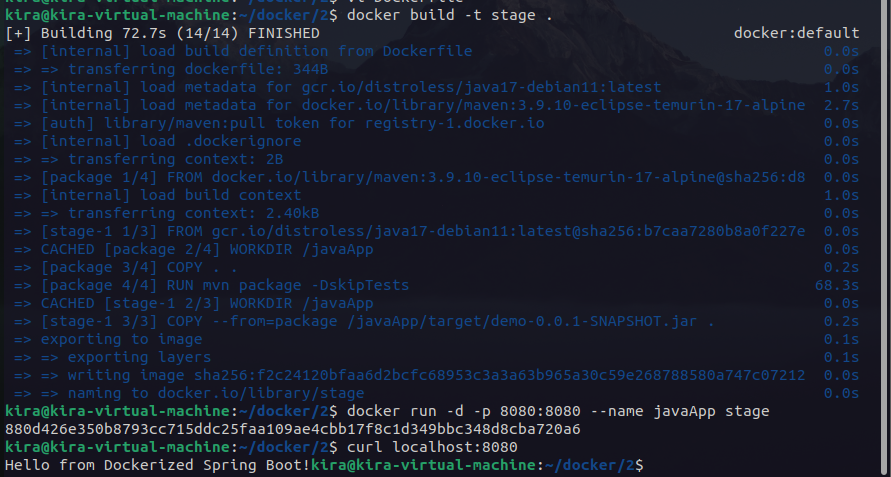 kira@kira-virtual-machine:~/docker/2$ docker build -t stage .
[+] Building 72.7s (14/14) FINISHED docker:default
=> [internal] load build definition from Dockerfile 0.0s
=> => transferring dockerfile: 344B 0.0s
=> [internal] load metadata for gcr.io/distroless/java17-debian11:latest 1.0s
=> [internal] load metadata for docker.io/library/maven:3.9.10-eclipse-temurin-17-alpine 2.7s
=> [auth] library/maven:pull token for registry-1.docker.io 0.0s
=> [internal] load .dockerignore 0.0s
=> => transferring context: 2B 0.0s
=> [package 1/4] FROM docker.io/library/maven:3.9.10-eclipse-temurin-17-alpine@sha256:d8 0.0s
=> [internal] load build context 1.0s
=> => transferring context: 2.40kB 0.0s
=> [stage-1 1/3] FROM gcr.io/distroless/java17-debian11:latest@sha256:b7caa7280b8a0f227e 0.0s
=> CACHED [package 2/4] WORKDIR /javaApp 0.0s
=> [package 3/4] COPY . . 0.2s
=> [package 4/4] RUN mvn package -DskipTests 68.3s
=> CACHED [stage-1 2/3] WORKDIR /javaApp 0.0s
=> [stage-1 3/3] COPY --from=package /javaApp/target/demo-0.0.1-SNAPSHOT.jar . 0.2s
=> exporting to image 0.1s
=> => exporting layers 0.1s
=> => writing image sha256:f2c24120bfaa6d2bcfc68953c3a3a63b965a30c59e268788580a747c07212 0.0s
=> => naming to docker.io/library/stage 0.0s
kira@kira-virtual-machine:~/docker/2$ docker run -d -p 8080:8080 --name javaApp stage
880d426e350b8793cc715ddc25faa109ae4cbb17f8c1d349bbc348d8cba720a6
kira@kira-virtual-machine:~/docker/2$ curl localhost:8080
Hello from Dockerized Spring Boot!kira@kira-virtual-machine:~/docker/2$